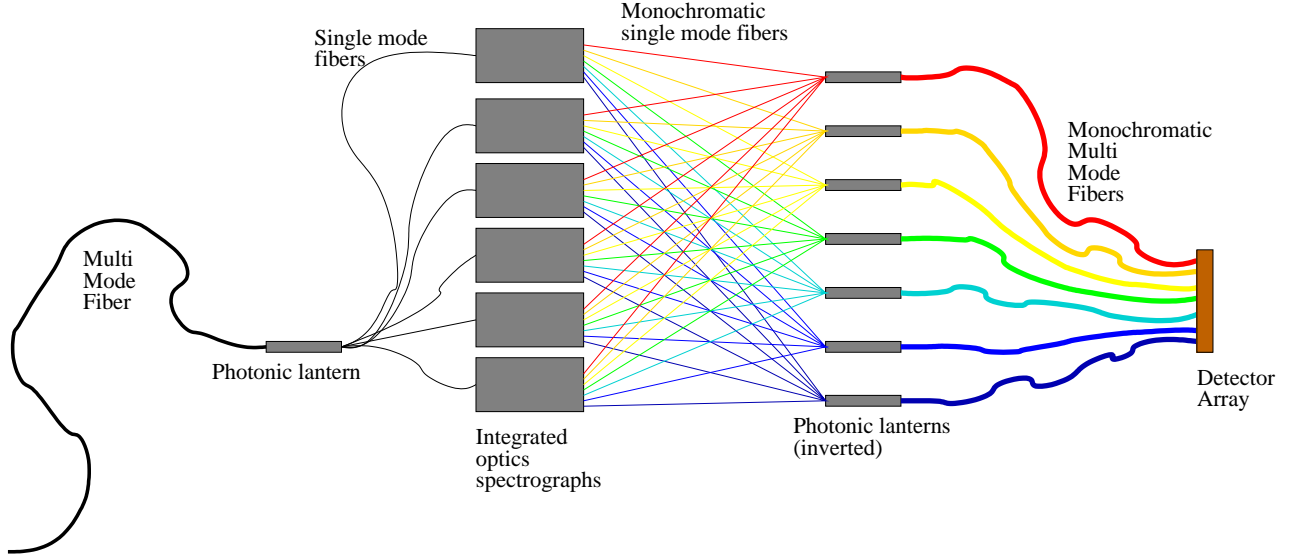 Monochromatic
single mode fibers
Single mode
fibers
Monochromatic
Multi
Mode
Fibers
Multi
Mode
Fiber
Photonic lantern
Detector
Array
Photonic lanterns
(inverted)
Integrated
optics
spectrographs